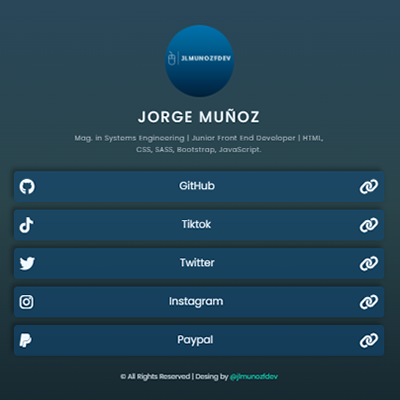 JLMUNOZFDEV
JORGE MUÑOZ
Mag. in Systems Engineering | Junior Front End Developer | HTML,
CSS, SASS, Bootstrap, JavaScript.
GitHub
Tiktok
Twitter
Instagram
Paypal
© All Rights Reserved | Desing by @jlmunozfdev